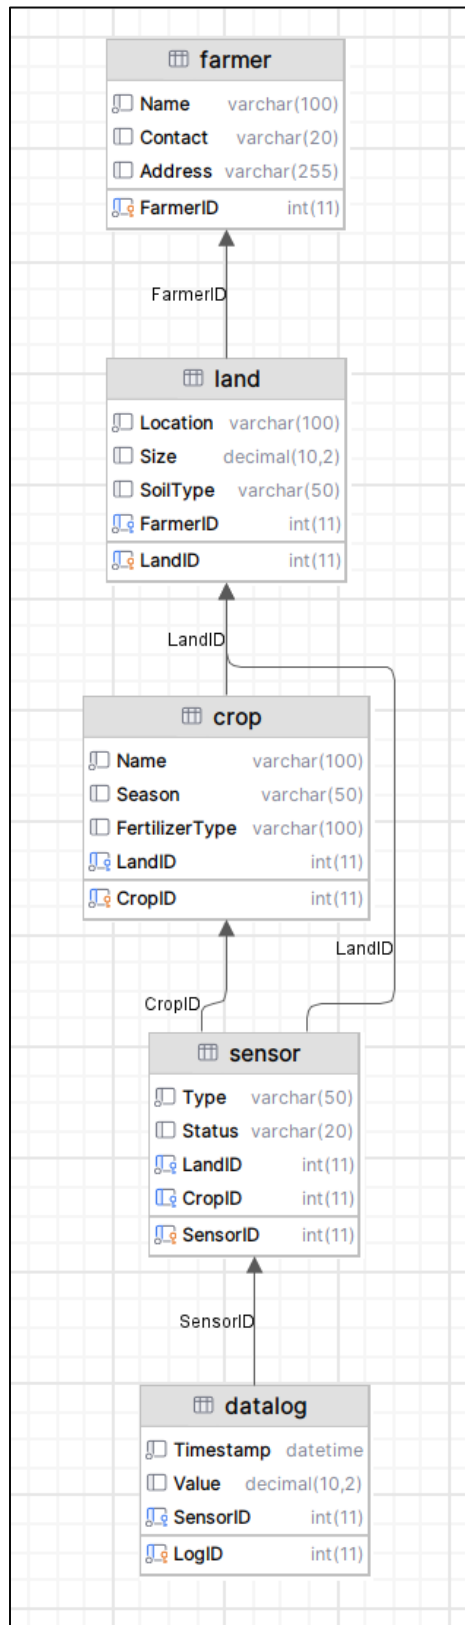 farmer
Name varchar(100)
Contact varchar(20)
Address varchar(255)
FarmerID int(11)
FarmerID
land
Location varchar(100)
Size decimal(10,2)
SoilType varchar(50)
FarmerID int(11)
LandID int(11)
LandID
crop
Name varchar(100)
Season varchar(50)
FertilizerType varchar(100)
LandID int(11)
CropID int(11)
LandID
CropID
sensor
Type varchar(50)
Status varchar(20)
LandID int(11)
CropID int(11)
SensorID int(11)
SensorID
datalog
Timestamp datetime
Value decimal(10,2)
SensorID int(11)
LogID int(11)